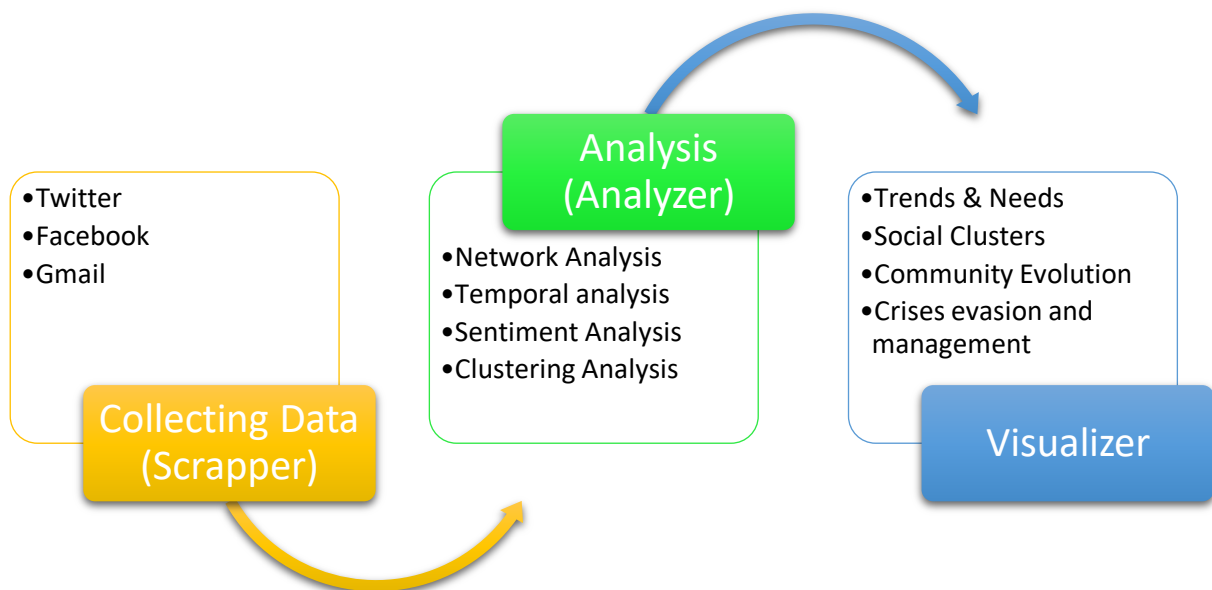 •Twitter
•Facebook
•Gmail
Collecting Data
(Scrapper)
Analysis
(Analyzer)
•Network Analysis
•Temporal analysis
•Sentiment Analysis
•Clustering Analysis
•Trends & Needs
•Social Clusters
•Community Evolution
•Crises evasion and
management
Visualizer